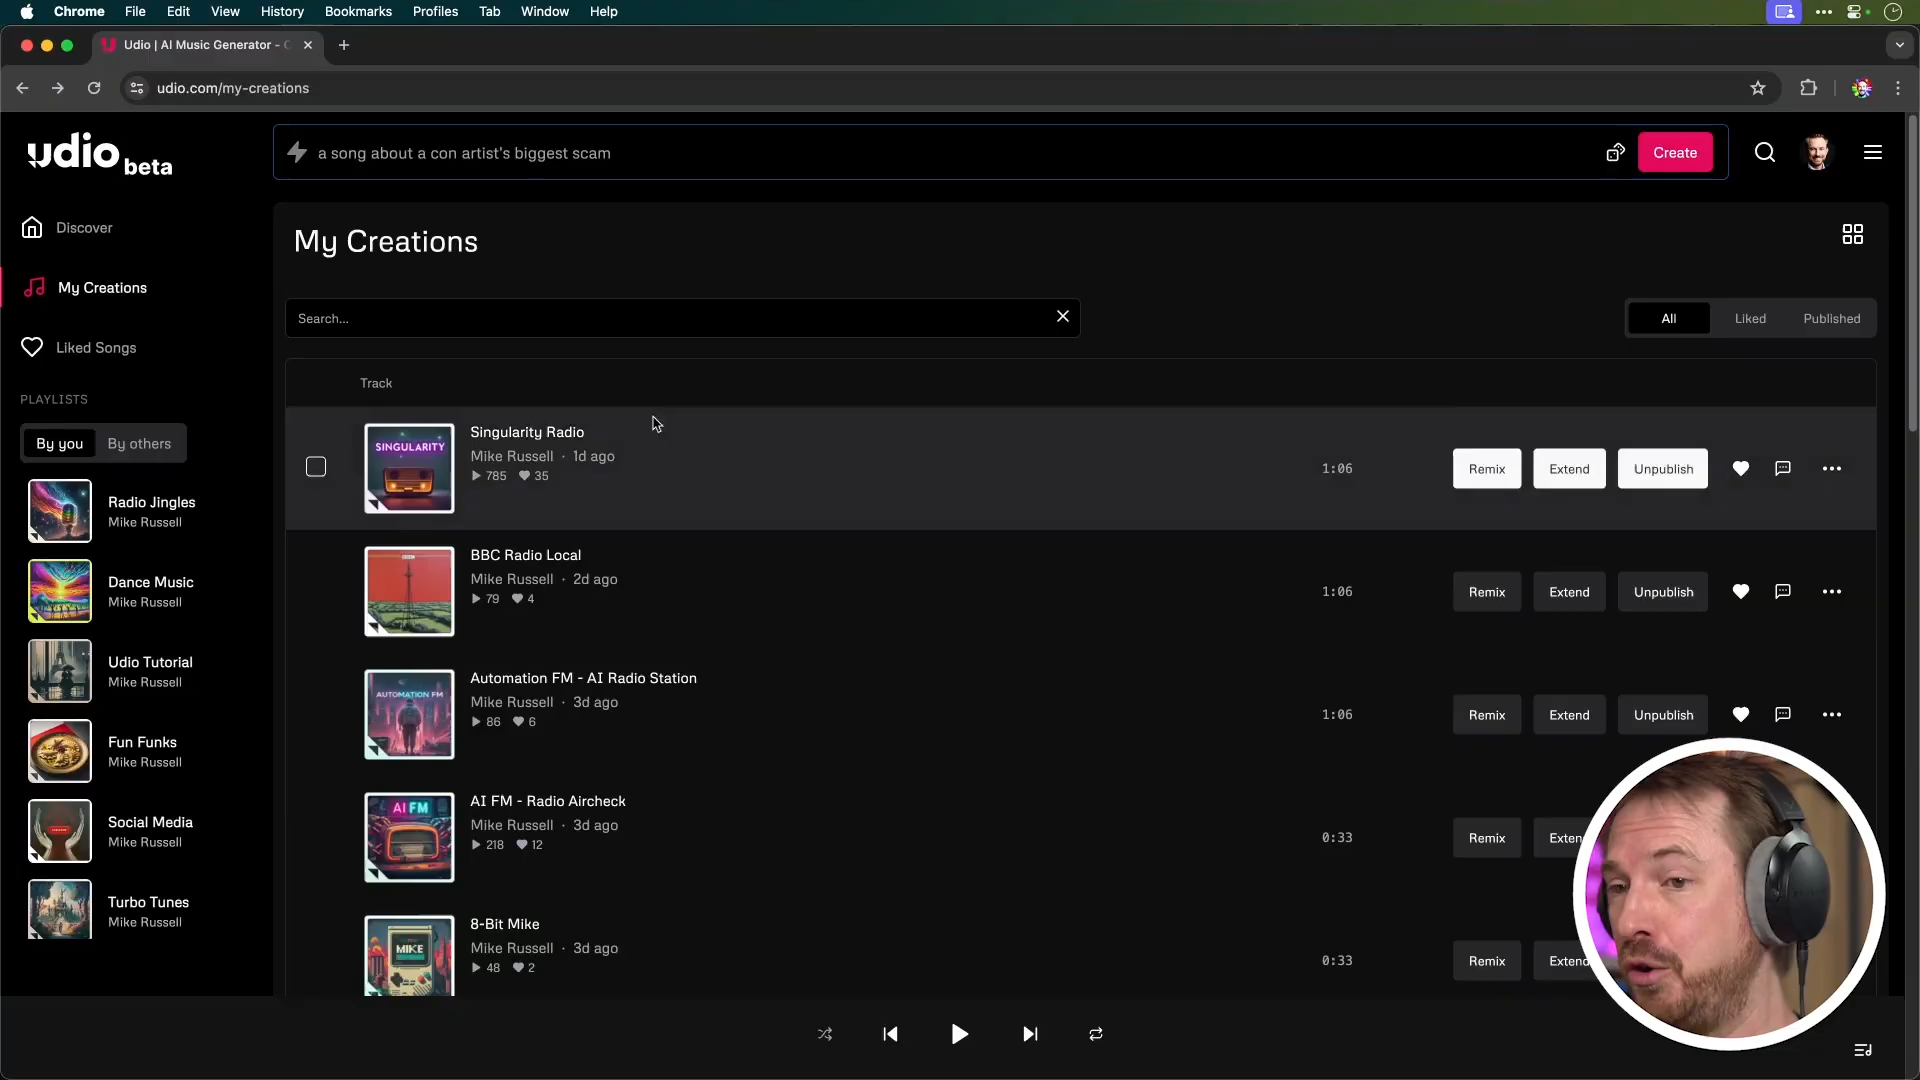 Chrome File Edit View History Bookmarks Profiles Tab Window Help
Udio | AI Music Generator -
udio.com/my-creations
udio beta
a song about a con artist's biggest scam
Create
Discover
My Creations
Liked Songs
PLAYLISTS
By you By others
Radio Jingles
Mike Russell
Dance Music
Mike Russell
Udio Tutorial
Mike Russell
Fun Funks
Mike Russell
Social Media
Mike Russell
Turbo Tunes
Mike Russell
My Creations
Search...
All Liked Published
Track
SINGULARITY
Singularity Radio
Mike Russell · 1d ago
785 35
1:06
Remix Extend Unpublish
BBC Radio Local
Mike Russell · 2d ago
79 4
1:06
Remix Extend Unpublish
AUTOMATION FM
Automation FM - AI Radio Station
Mike Russell · 3d ago
86 6
1:06
Remix Extend Unpublish
AI FM
AI FM - Radio Aircheck
Mike Russell · 3d ago
218 12
0:33
Remix Exten
MIKE
8-Bit Mike
Mike Russell · 3d ago
48 2
0:33
Remix Extend